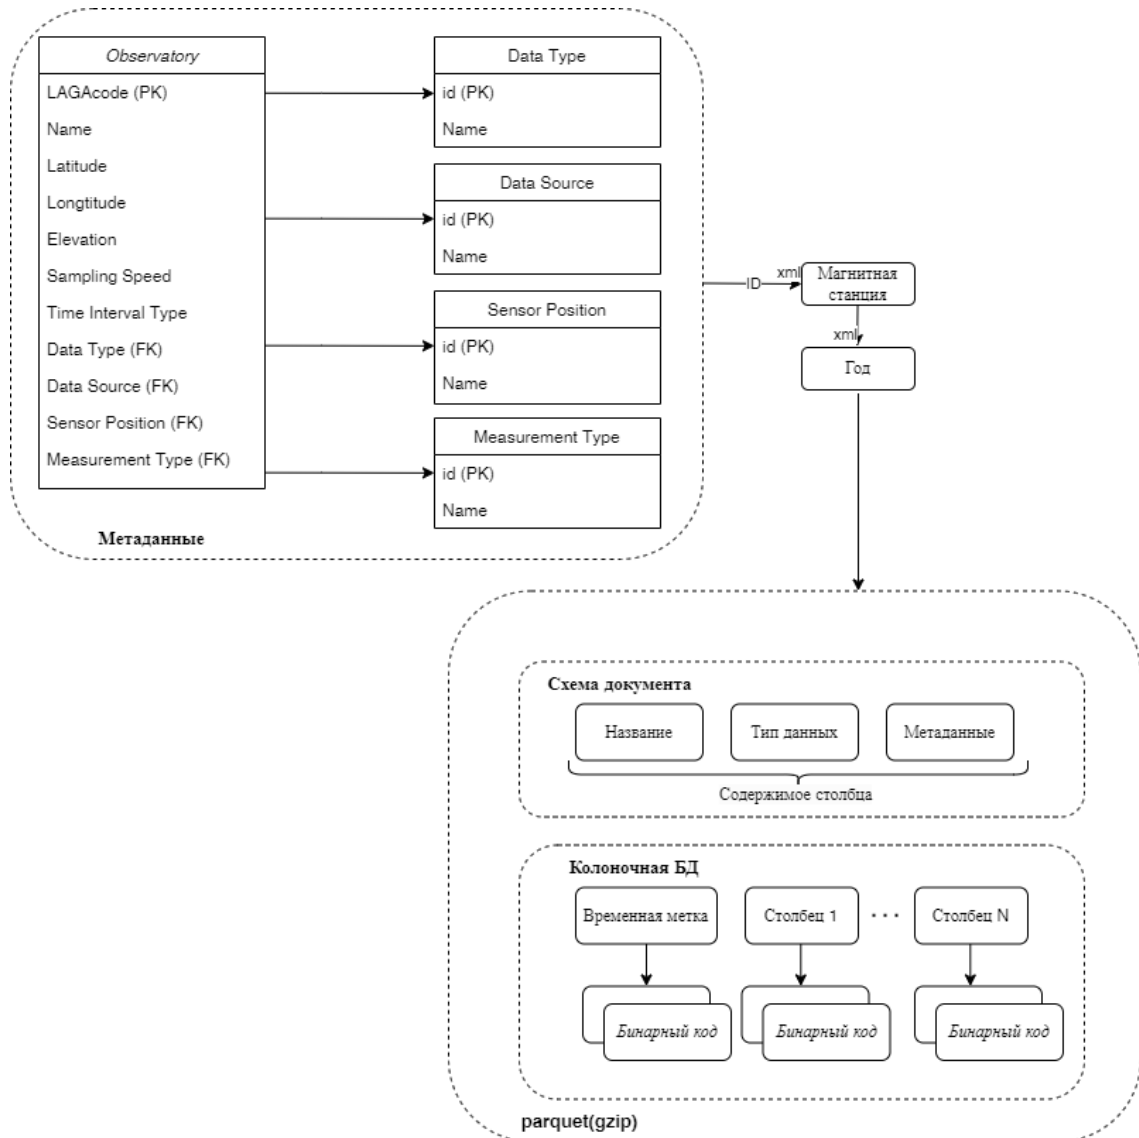 Observatory
LAGAcode (PK)
Name
Latitude
Longtitude
Elevation
Sampling Speed
Time Interval Type
Data Type (FK)
Data Source (FK)
Sensor Position (FK)
Measurement Type (FK)
Data Type
id (PK)
Name
Data Source
id (PK)
Name
Sensor Position
id (PK)
Name
Measurement Type
id (PK)
Name
Метаданные
ID
xml
Магнитная
станция
xml
Год
Схема документа
Название
Тип данных
Метаданные
Содержимое столбца
Колоночная БД
Временная метка
Столбец 1
...
Столбец N
Бинарный код
Бинарный код
Бинарный код
parquet(gzip)